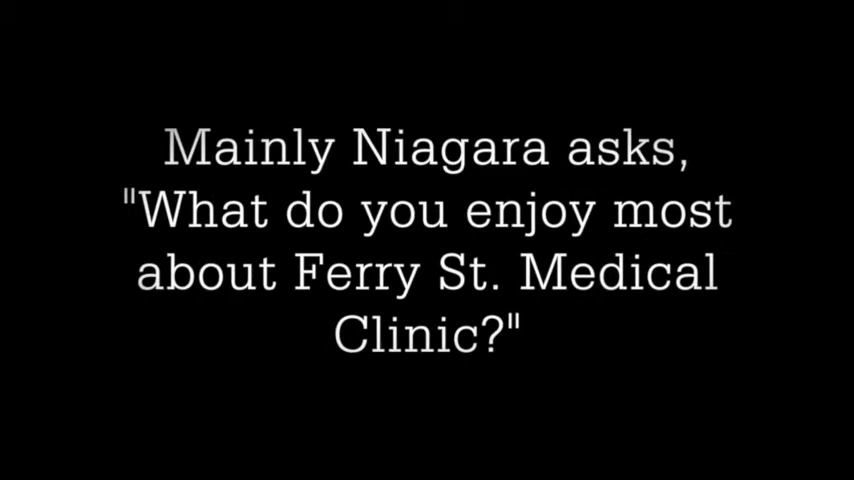 Mainly Niagara asks,
"What do you enjoy most
about Ferry St. Medical
Clinic?"